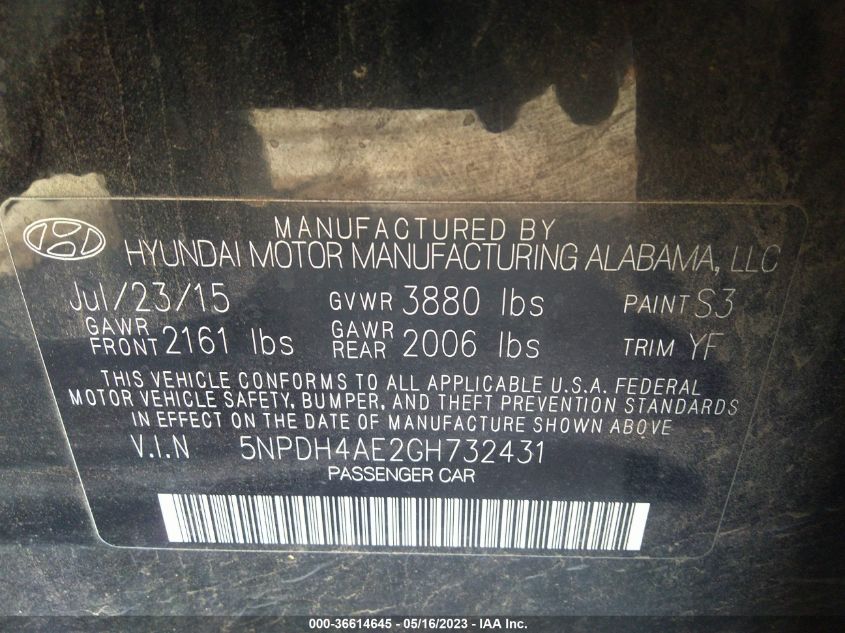 MANUFACTURED BY
HYUNDAI MOTOR MANUFACTURING ALABAMA, LLC
Jul/23/15 GVWR 3880 lbs PAINT S3
GAWR FRONT 2161 lbs GAWR REAR 2006 lbs TRIM YF
THIS VEHICLE CONFORMS TO ALL APPLICABLE U.S.A. FEDERAL
MOTOR VEHICLE SAFETY, BUMPER, AND THEFT PREVENTION STANDARDS
IN EFFECT ON THE DATE OF MANUFACTURE SHOWN ABOVE
V.I.N 5NPDH4AE2GH732431
PASSENGER CAR
000-36614645 - 05/16/2023 - IAA Inc.